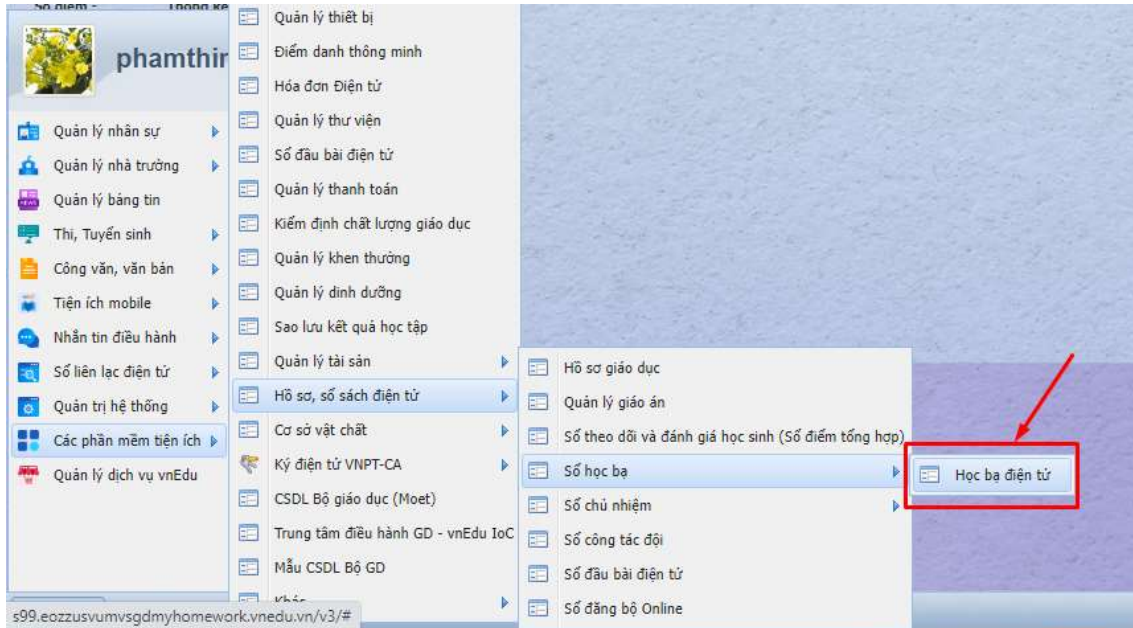 Sổ điểm -
Thống kê
phamthir
Quản lý nhân sự
Quản lý nhà trường
Quản lý bảng tin
Thi, Tuyển sinh
Công văn, văn bản
Tiện ích mobile
Nhắn tin điều hành
Sổ liên lạc điện tử
Quản trị hệ thống
Các phần mềm tiện ích
Quản lý dịch vụ vnEdu
Quản lý thiết bị
Điểm danh thông minh
Hóa đơn Điện tử
Quản lý thư viện
Sổ đầu bài điện tử
Quản lý thanh toán
Kiểm định chất lượng giáo dục
Quản lý khen thưởng
Quản lý dinh dưỡng
Sao lưu kết quả học tập
Quản lý tài sản
Hồ sơ, sổ sách điện tử
Cơ sở vật chất
Ký điện tử VNPT-CA
CSDL Bộ giáo dục (Moet)
Trung tâm điều hành GD - vnEdu IoC
Mẫu CSDL Bộ GD
Khác
Hồ sơ giáo dục
Quản lý giáo án
Sổ theo dõi và đánh giá học sinh (Sổ điểm tổng hợp)
Sổ học bạ
Sổ chủ nhiệm
Sổ công tác đội
Sổ đầu bài điện tử
Sổ đăng bộ Online
Học bạ điện tử
s99.eozzusvumvsgdmyhomework.vnedu.vn/v3/#